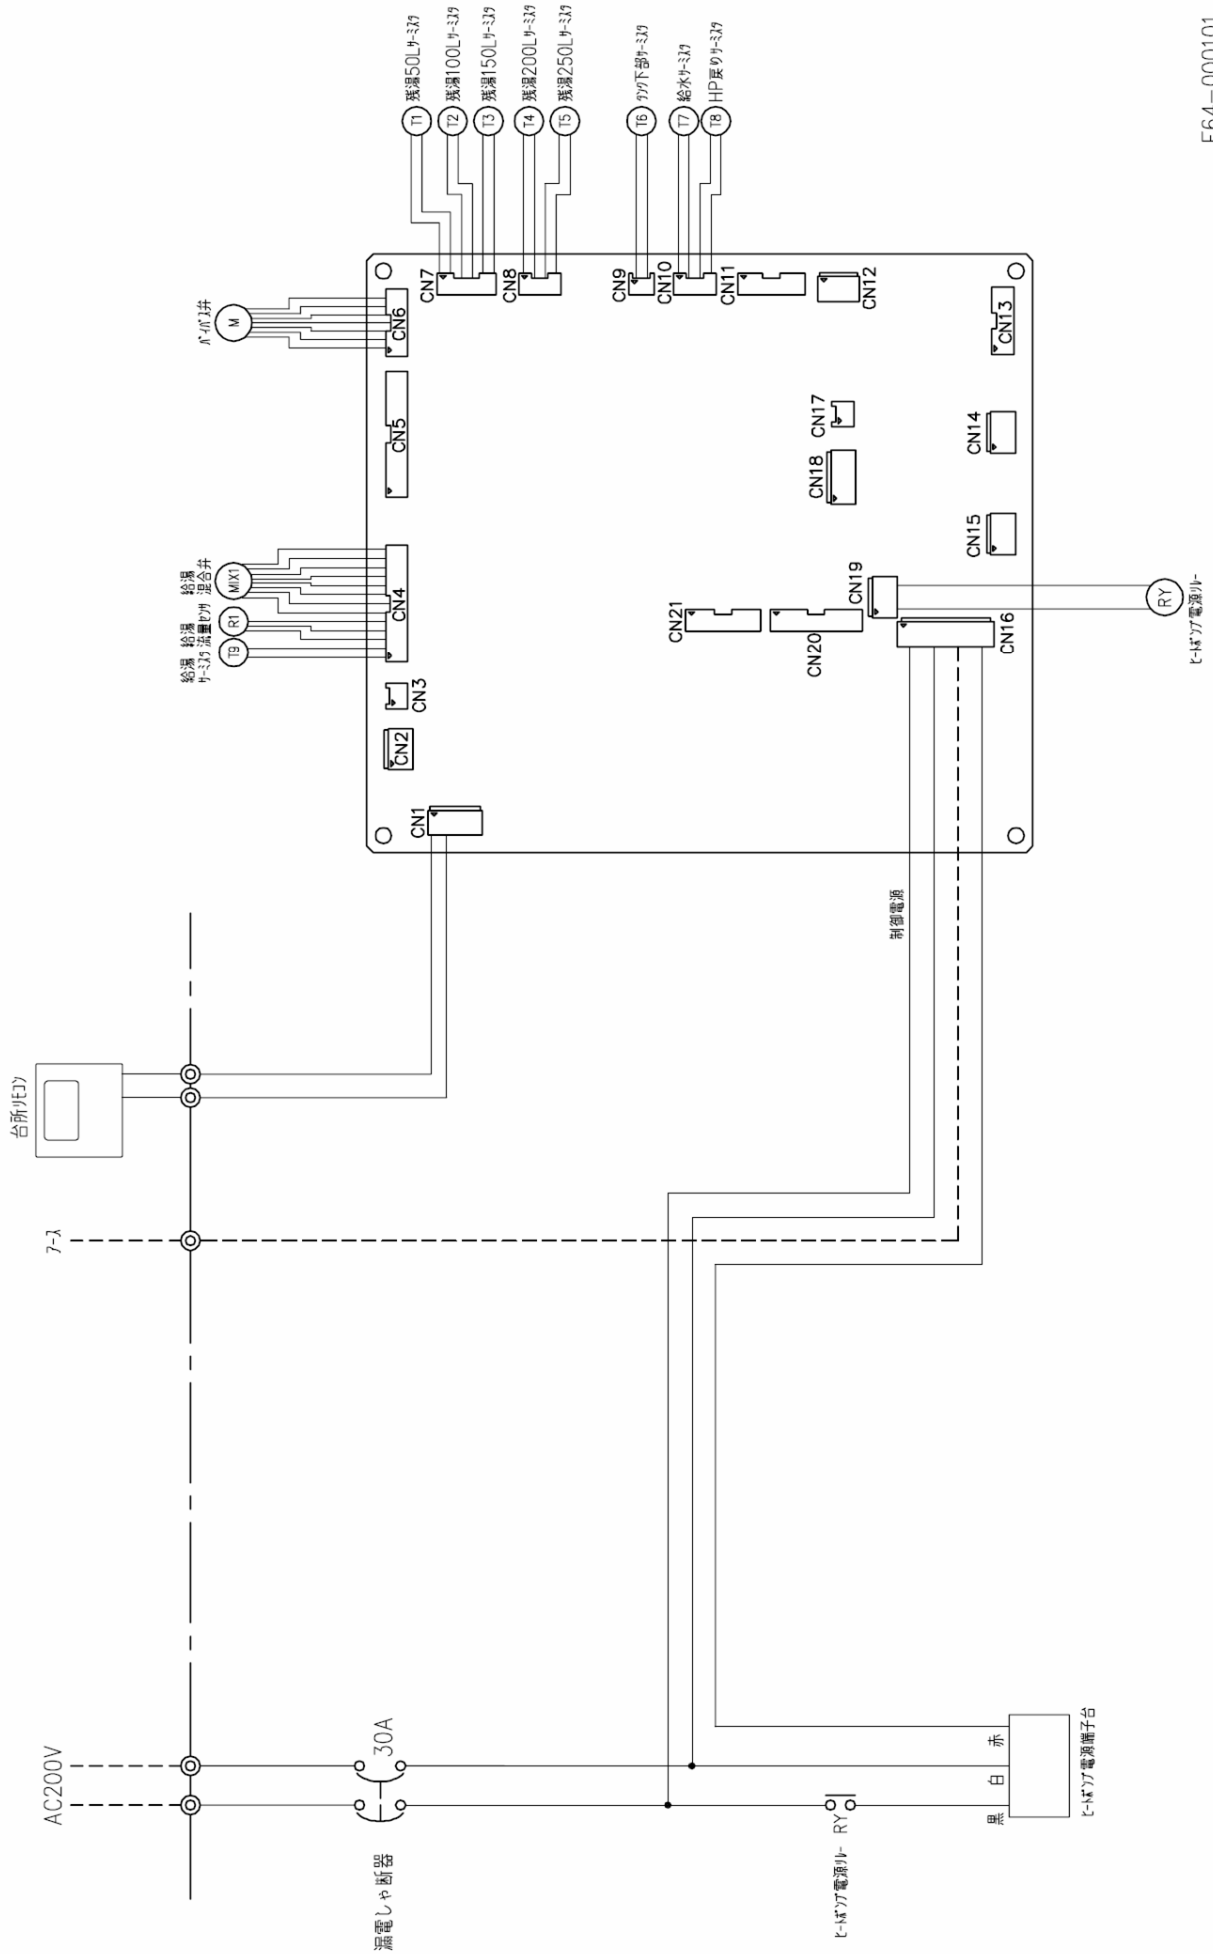 AC200V
アース
台所リモコン
漏電しゃ断器
30A
ヒートポンプ電源リレー RY
黒
白
赤
ヒートポンプ電源端子台
制御電源
給湯
サーミスタ
給湯
流量センサ
給湯
混合弁
バイパス弁
T9
R1
MIX1
M
CN1
CN2
CN3
CN4
CN5
CN6
CN7
CN8
CN9
CN10
CN11
CN12
CN13
CN14
CN15
CN16
CN17
CN18
CN19
CN20
CN21
T1 残湯50Lサーミスタ
T2 残湯100Lサーミスタ
T3 残湯150Lサーミスタ
T4 残湯200Lサーミスタ
T5 残湯250Lサーミスタ
T6 タンク下部サーミスタ
T7 給水サーミスタ
T8 HP戻りサーミスタ
RY
ヒートポンプ電源リレー